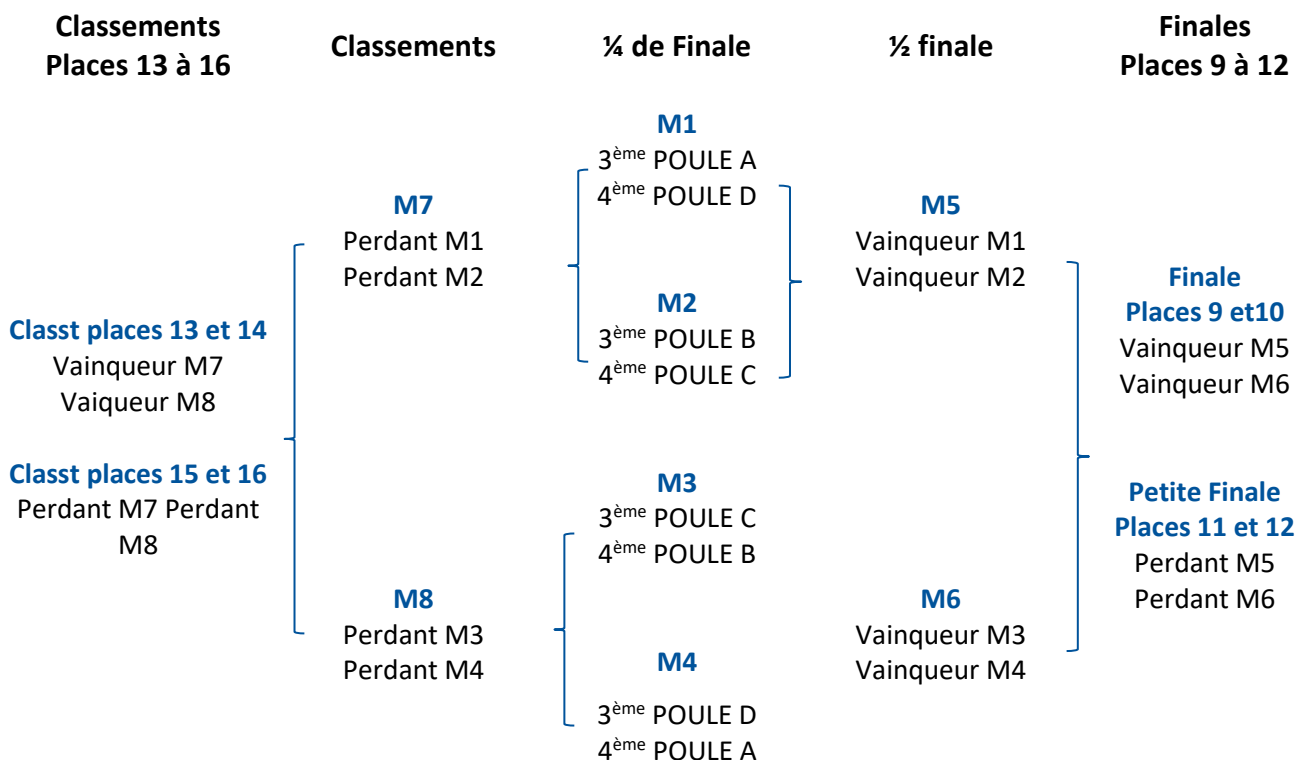 Classements
Places 13 à 16
Classements
¼ de Finale
½ finale
Finales
Places 9 à 12
Classt places 13 et 14
Vainqueur M7
Vaiqueur M8
Classt places 15 et 16
Perdant M7 Perdant
M8
M7
Perdant M1
Perdant M2
M8
Perdant M3
Perdant M4
M1
3ème POULE A
4ème POULE D
M2
3ème POULE B
4ème POULE C
M3
3ème POULE C
4ème POULE B
M4
3ème POULE D
4ème POULE A
M5
Vainqueur M1
Vainqueur M2
M6
Vainqueur M3
Vainqueur M4
Finale
Places 9 et10
Vainqueur M5
Vainqueur M6
Petite Finale
Places 11 et 12
Perdant M5
Perdant M6